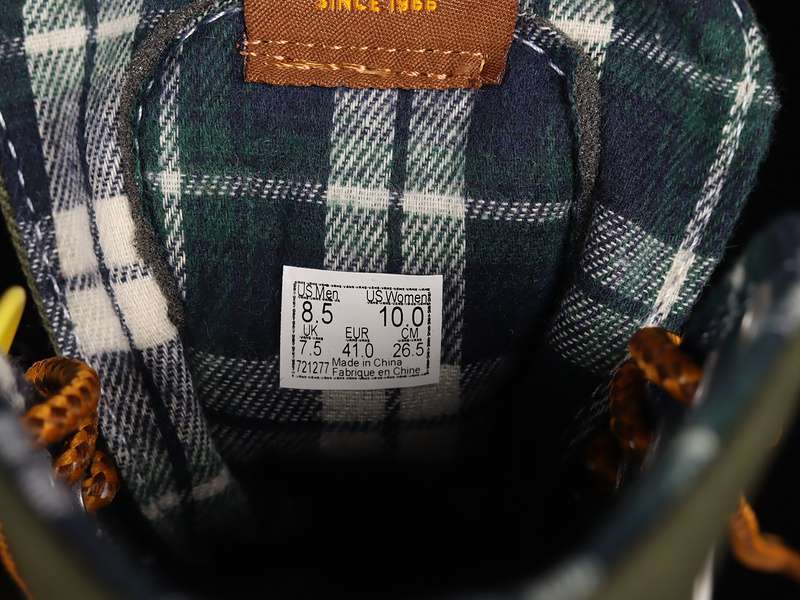 SINCE 1966
US Men US Women
8.5 10.0
UK EUR CM
7.5 41.0 26.5
721277 Made in China
Fabrique en Chine